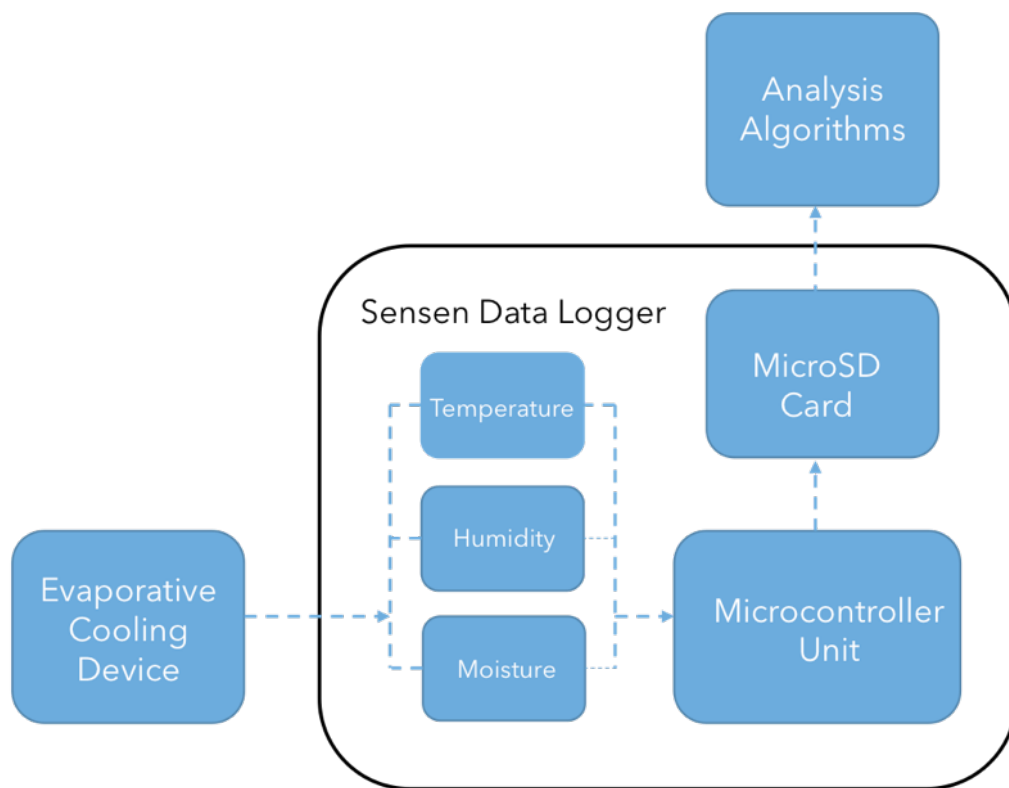 Analysis
Algorithms
Sensen Data Logger
MicroSD
Card
Temperature
Humidity
Moisture
Evaporative
Cooling
Device
Microcontroller
Unit